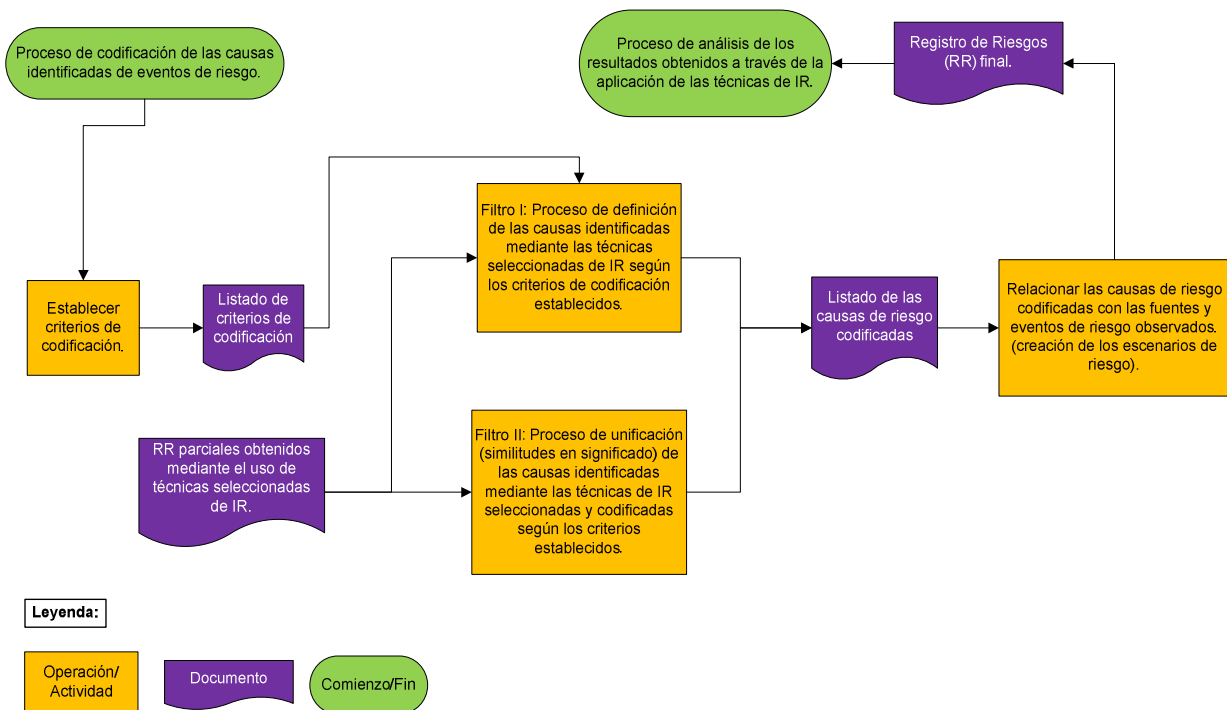 Proceso de codificación de las causas
identificadas de eventos de riesgo.
Proceso de análisis de los
resultados obtenidos a través de la
aplicación de las técnicas de IR.
Registro de Riesgos
(RR) final.
Establecer
criterios de
codificación.
Listado de
criterios de
codificación
Filtro I: Proceso de definición
de las causas identificadas
mediante las técnicas
seleccionadas de IR según
los criterios de codificación
establecidos.
Listado de las
causas de riesgo
codificadas
Relacionar las causas de riesgo
codificadas con las fuentes y
eventos de riesgo observados.
(creación de los escenarios de
riesgo).
RR parciales obtenidos
mediante el uso de
técnicas seleccionadas
de IR.
Filtro II: Proceso de unificación
(similitudes en significado) de
las causas identificadas
mediante las técnicas de IR
seleccionadas y codificadas
según los criterios
establecidos.
Leyenda:
Operación/
Actividad
Documento
Comienzo/Fin